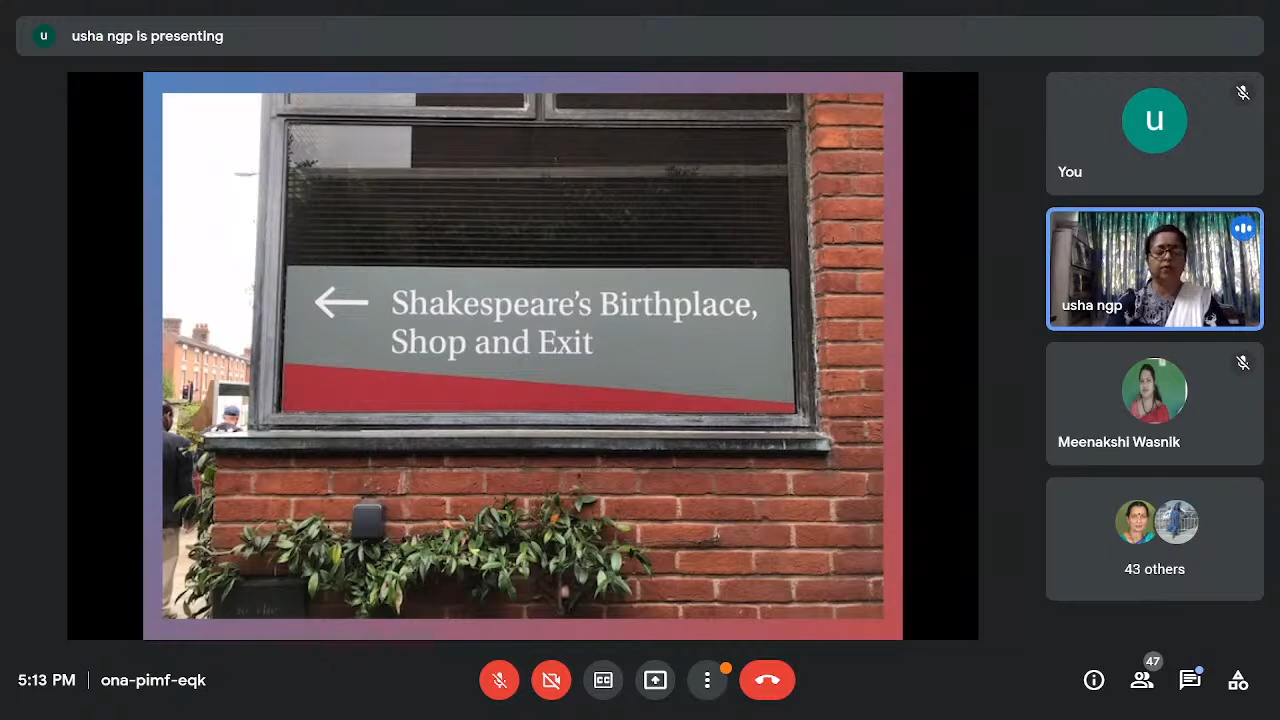 u
usha ngp is presenting
Shakespeare's Birthplace,
Shop and Exit
u
You
usha ngp
Meenakshi Wasnik
43 others
5:13 PM
ona-pimf-eqk
47